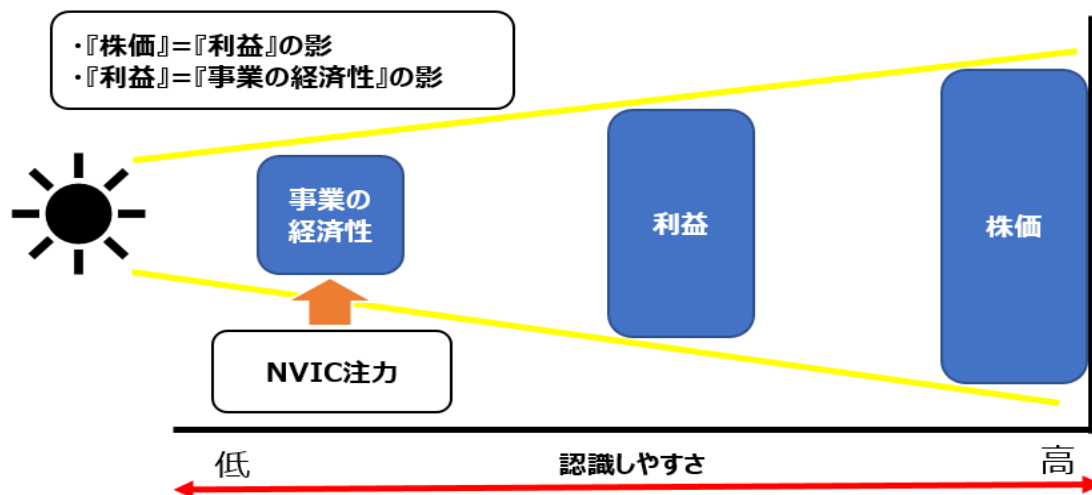 ・『株価』=『利益』の影
・『利益』=『事業の経済性』の影
事業の
経済性
利益
株価
NVIC注力
低
認識しやすさ
高